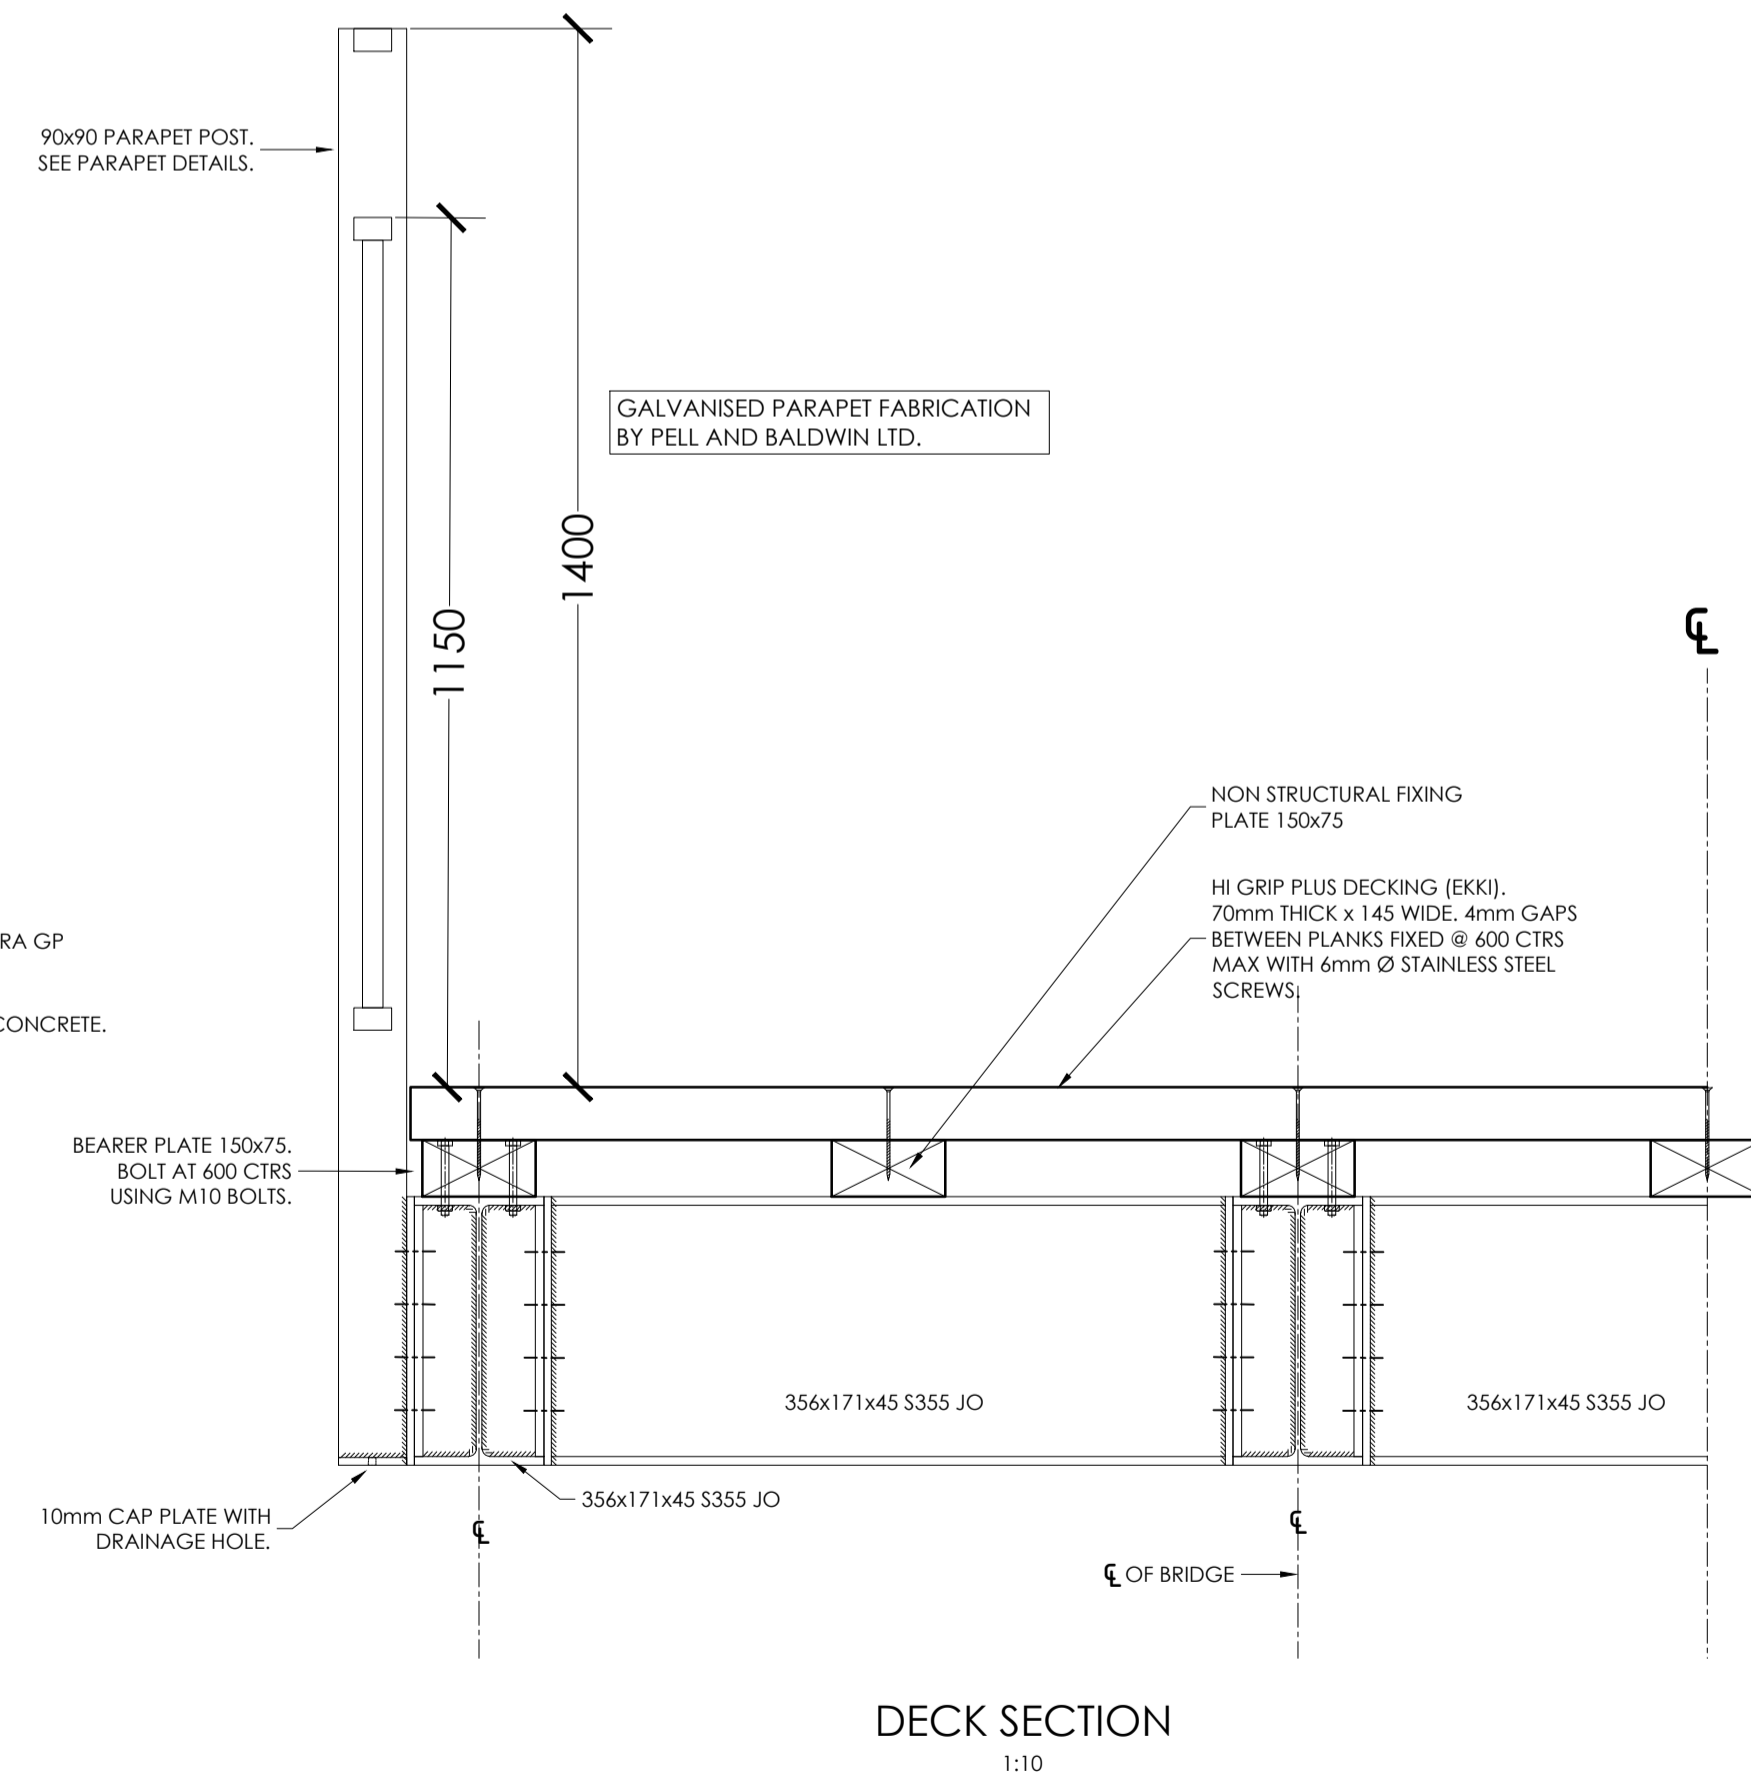 90x90 PARAPET POST.
SEE PARAPET DETAILS.
GALVANISED PARAPET FABRICATION
BY PELL AND BALDWIN LTD.
1400
1150
℄
NON STRUCTURAL FIXING
PLATE 150x75
HI GRIP PLUS DECKING (EKKI).
70mm THICK x 145 WIDE. 4mm GAPS
BETWEEN PLANKS FIXED @ 600 CTRS
MAX WITH 6mm Ø STAINLESS STEEL
SCREWS.
RA GP
CONCRETE.
BEARER PLATE 150x75.
BOLT AT 600 CTRS
USING M10 BOLTS.
356x171x45 S355 JO
356x171x45 S355 JO
356x171x45 S355 JO
10mm CAP PLATE WITH
DRAINAGE HOLE.
℄
℄
℄ OF BRIDGE
DECK SECTION
1:10